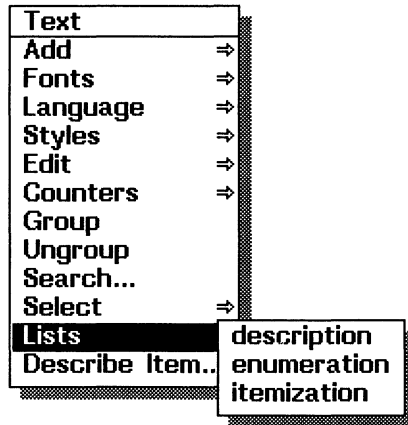 Text
Add ⇒
Fonts ⇒
Language ⇒
Styles ⇒
Edit ⇒
Counters ⇒
Group
Ungroup
Search...
Select ⇒
Lists
Describe Item..
description
enumeration
itemization